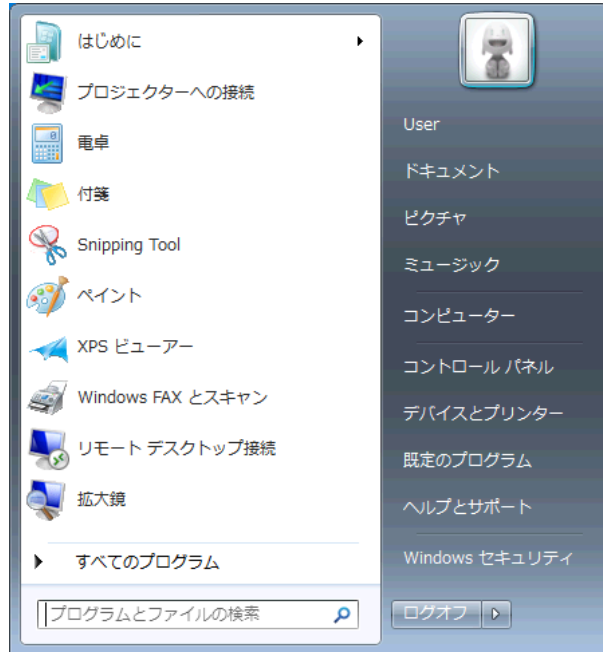 はじめに
プロジェクターへの接続
電卓
付箋
Snipping Tool
ペイント
XPS ビューアー
Windows FAX とスキャン
リモート デスクトップ接続
拡大鏡
すべてのプログラム
プログラムとファイルの検索
User
ドキュメント
ピクチャ
ミュージック
コンピューター
コントロール パネル
デバイスとプリンター
既定のプログラム
ヘルプとサポート
Windows セキュリティ
ログオフ